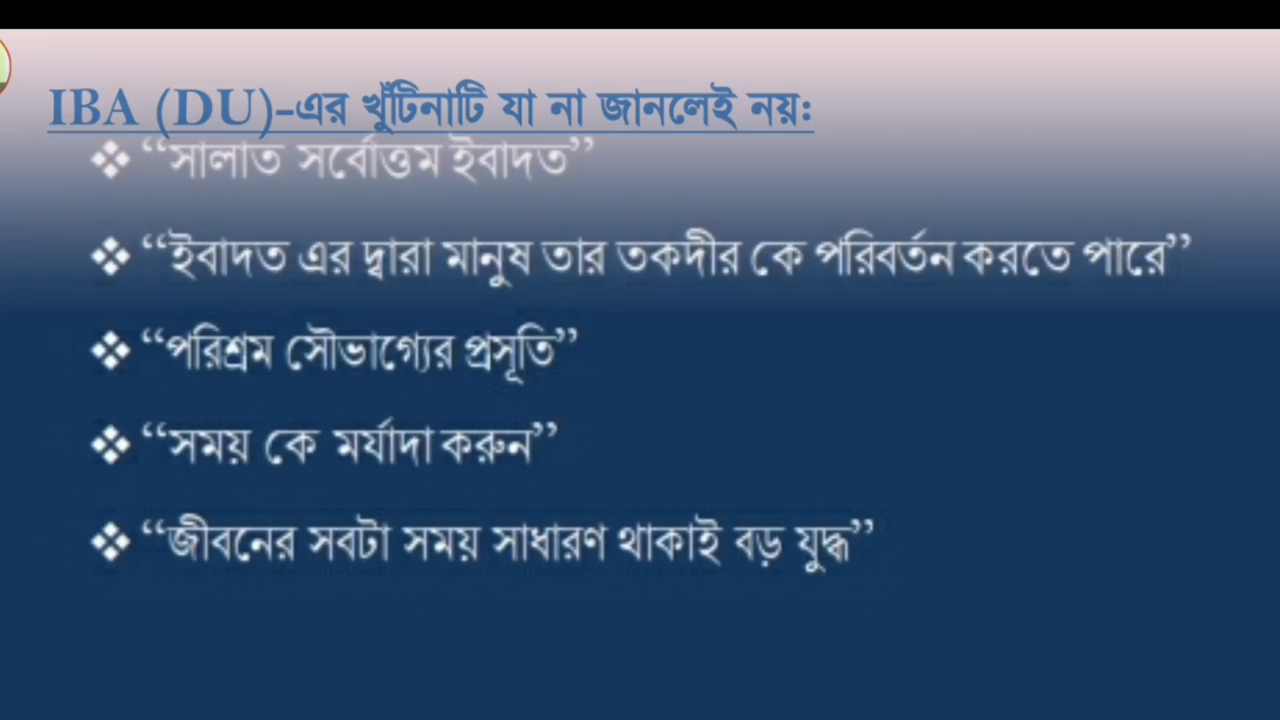 IBA (DU)-এর খুঁটিনাটি যা না জানলেই নয়:
❖ “সালাত সর্বোত্তম ইবাদত”
❖ “ইবাদত এর দ্বারা মানুষ তার তকদীর কে পরিবর্তন করতে পারে”
❖ “পরিশ্রম সৌভাগ্যের প্রসূতি”
❖ “সময় কে মর্যাদা করুন”
❖ “জীবনের সবটা সময় সাধারণ থাকাই বড় যুদ্ধ”